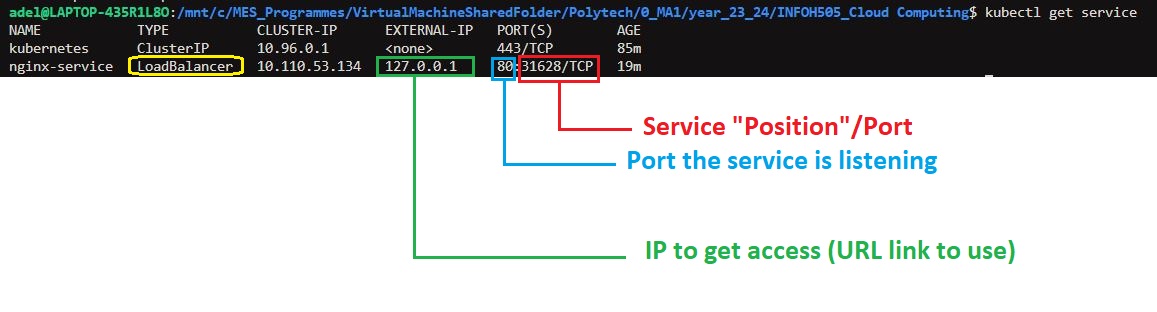 adel@LAPTOP-435R1L8O:/mnt/c/MES_Programmes/VirtualMachineSharedFolder/Polytech/0_MA1/year_23_24/INFOH505_Cloud Computing$ kubectl get service
NAME TYPE CLUSTER-IP EXTERNAL-IP PORT(S) AGE
kubernetes ClusterIP 10.96.0.1 <none> 443/TCP 85m
nginx-service LoadBalancer 10.110.53.134 127.0.0.1 80:31628/TCP 19m
Service "Position"/Port
Port the service is listening
IP to get access (URL link to use)